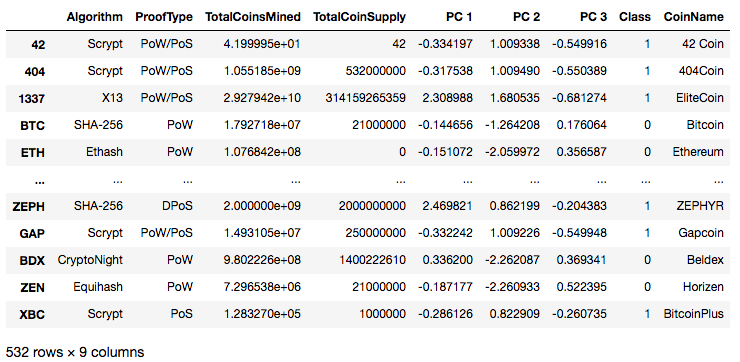 Algorithm ProofType TotalCoinsMined TotalCoinSupply PC 1 PC 2 PC 3 Class CoinName
42 Scrypt PoW/PoS 4.199995e+01 42 -0.334197 1.009338 -0.549916 1 42 Coin
404 Scrypt PoW/PoS 1.055185e+09 532000000 -0.317538 1.009490 -0.550389 1 404Coin
1337 X13 PoW/PoS 2.927942e+10 314159265359 2.308988 1.680535 -0.681274 1 EliteCoin
BTC SHA-256 PoW 1.792718e+07 21000000 -0.144656 -1.264208 0.176064 0 Bitcoin
ETH Ethash PoW 1.076842e+08 0 -0.151072 -2.059972 0.356587 0 Ethereum
... ... ... ... ... ... ... ... ... ...
ZEPH SHA-256 DPoS 2.000000e+09 2000000000 2.469821 0.862199 -0.204383 1 ZEPHYR
GAP Scrypt PoW/PoS 1.493105e+07 250000000 -0.332242 1.009226 -0.549948 1 Gapcoin
BDX CryptoNight PoW 9.802226e+08 1400222610 0.336200 -2.262087 0.369341 0 Beldex
ZEN Equihash PoW 7.296538e+06 21000000 -0.187177 -2.260933 0.522395 0 Horizen
XBC Scrypt PoS 1.283270e+05 1000000 -0.286126 0.822909 -0.260735 1 BitcoinPlus
532 rows × 9 columns